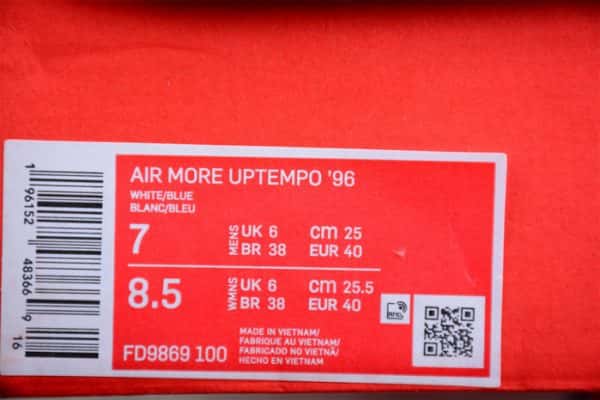 AIR MORE UPTEMPO '96
WHITE/BLUE
BLANC/BLEU
7 MENS UK 6 cm 25
BR 38 EUR 40
8.5 WMNS UK 6 cm 25.5
BR 38 EUR 40
MADE IN VIETNAM/
FABRIQUE AU VIETNAM/
FABRICADO NO VIETNÃ/
HECHO EN VIETNAM
FD9869 100
1 96152 48366 9
16